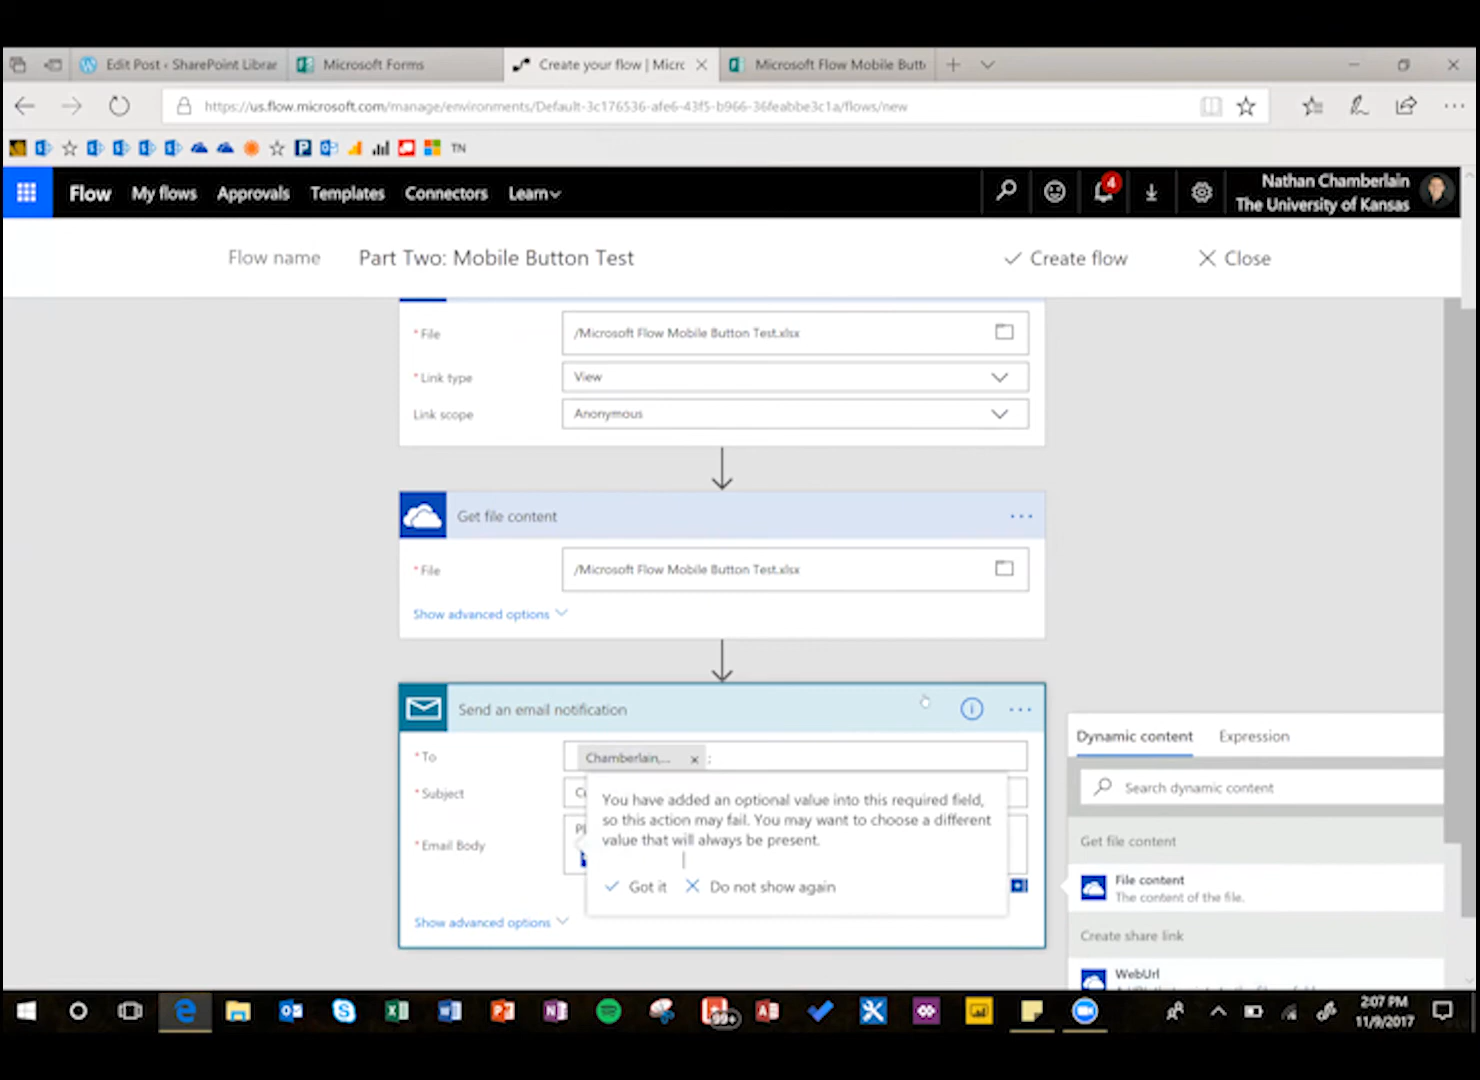 Edit Post ‹ SharePoint Librar
Microsoft Forms
Create your flow | Micro
Microsoft Flow Mobile Butt
https://us.flow.microsoft.com/manage/environments/Default-3c176536-afe6-43f5-b966-36feabbe3c1a/flows/new
TN
Flow My flows Approvals Templates Connectors Learn
4
Nathan Chamberlain
The University of Kansas
Flow name Part Two: Mobile Button Test Create flow Close
*File /Microsoft Flow Mobile Button Test.xlsx
*Link type View
Link scope Anonymous
Get file content
*File /Microsoft Flow Mobile Button Test.xlsx
Show advanced options
Send an email notification
*To Chamberlain,... × ;
*Subject
*Email Body
You have added an optional value into this required field,
so this action may fail. You may want to choose a different
value that will always be present.
Got it Do not show again
Show advanced options
Dynamic content Expression
Search dynamic content
Get file content
File content
The content of the file.
Create share link
WebUrl
99+
2:07 PM
11/9/2017